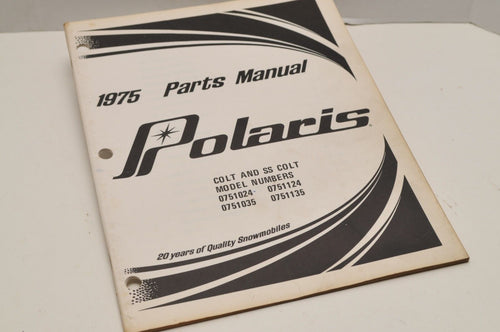 1975 Parts Manual
Polaris
COLT AND SS COLT
MODEL NUMBERS
0751024- 0751124
0751035 0751135
20 years of Quality Snowmobiles